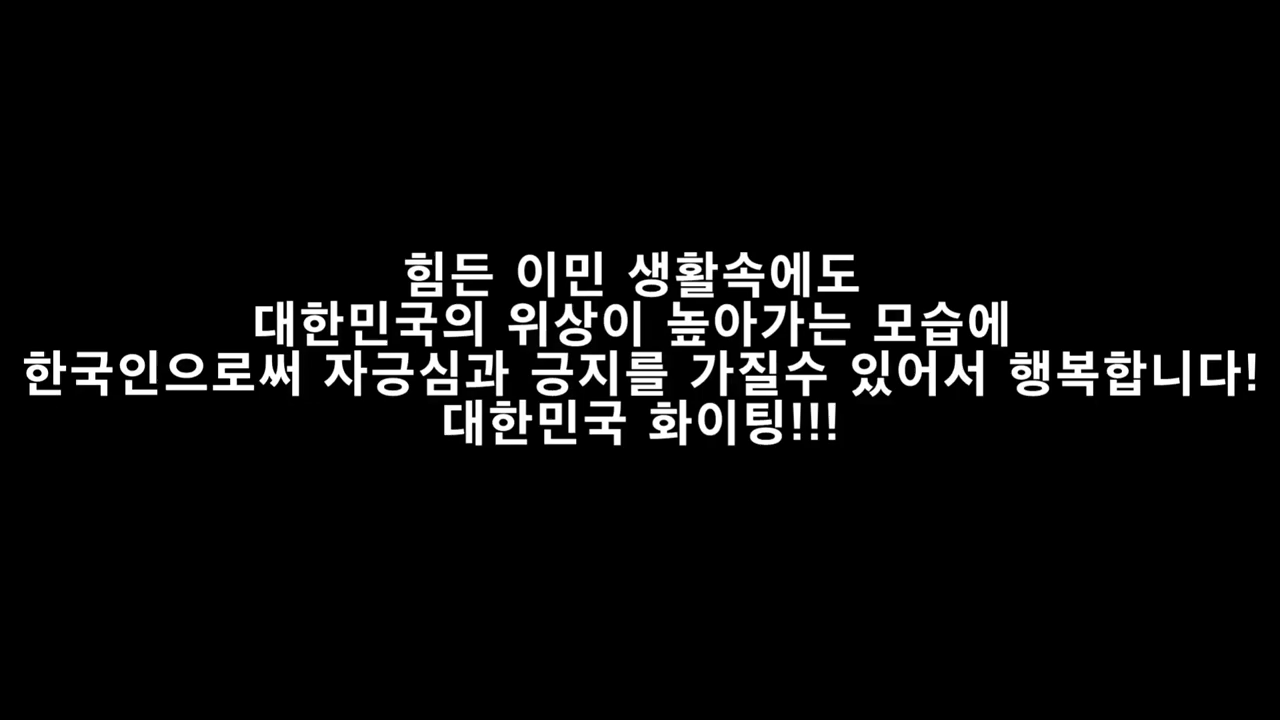 힘든 이민 생활속에도
대한민국의 위상이 높아가는 모습에
한국인으로써 자긍심과 긍지를 가질수 있어서 행복합니다!
대한민국 화이팅!!!